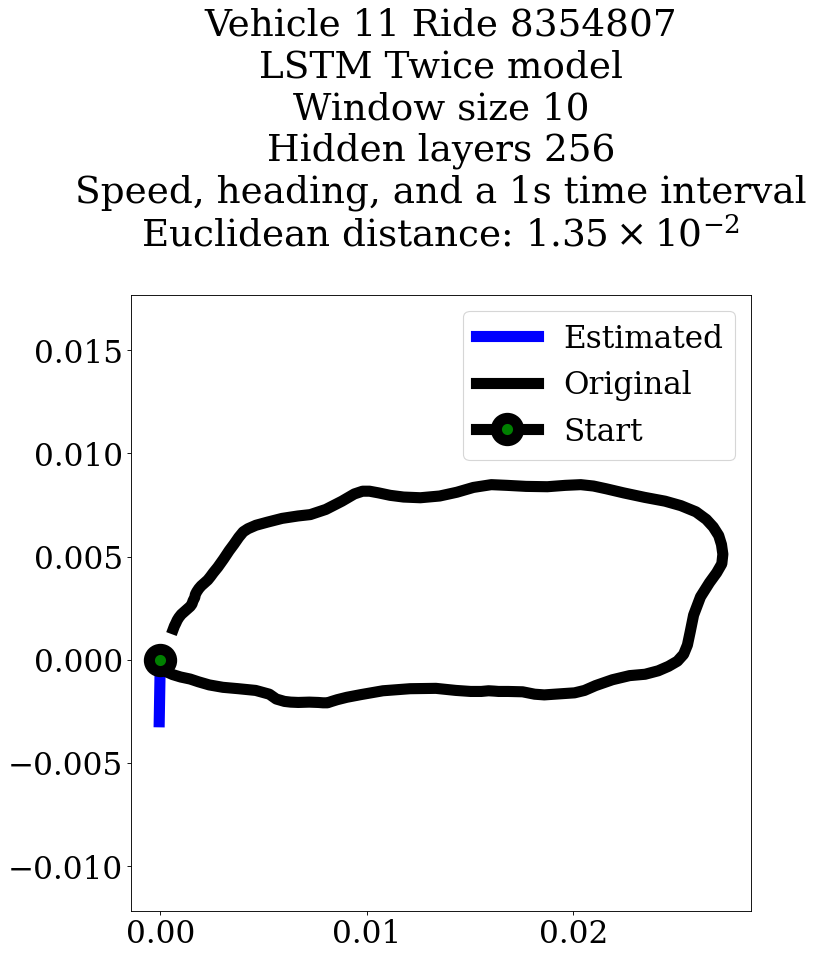 Vehicle 11 Ride 8354807
LSTM Twice model
Window size 10
Hidden layers 256
Speed, heading, and a 1s time interval
Euclidean distance: 1.35 × 10⁻²
Estimated
Original
Start
0.015
0.010
0.005
0.000
−0.005
−0.010
0.00 0.01 0.02